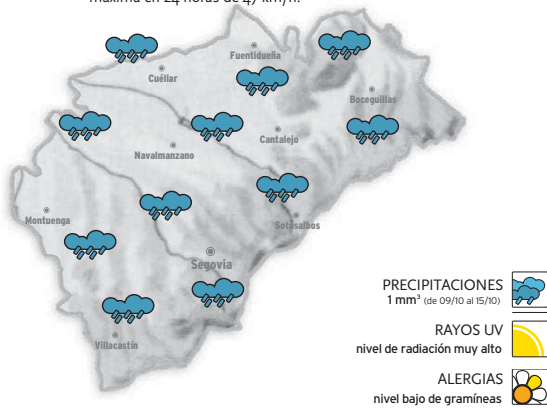 máxima en 24 horas de 47 km/h.
Fuentidueña
Cuéllar
Boceguillas
Cantalejo
Navalmanzano
Montuenga
Sotosalbos
Segovia
Villacastín
PRECIPITACIONES
1 mm³ (de 09/10 al 15/10)
RAYOS UV
nivel de radiación muy alto
ALERGIAS
nivel bajo de gramíneas